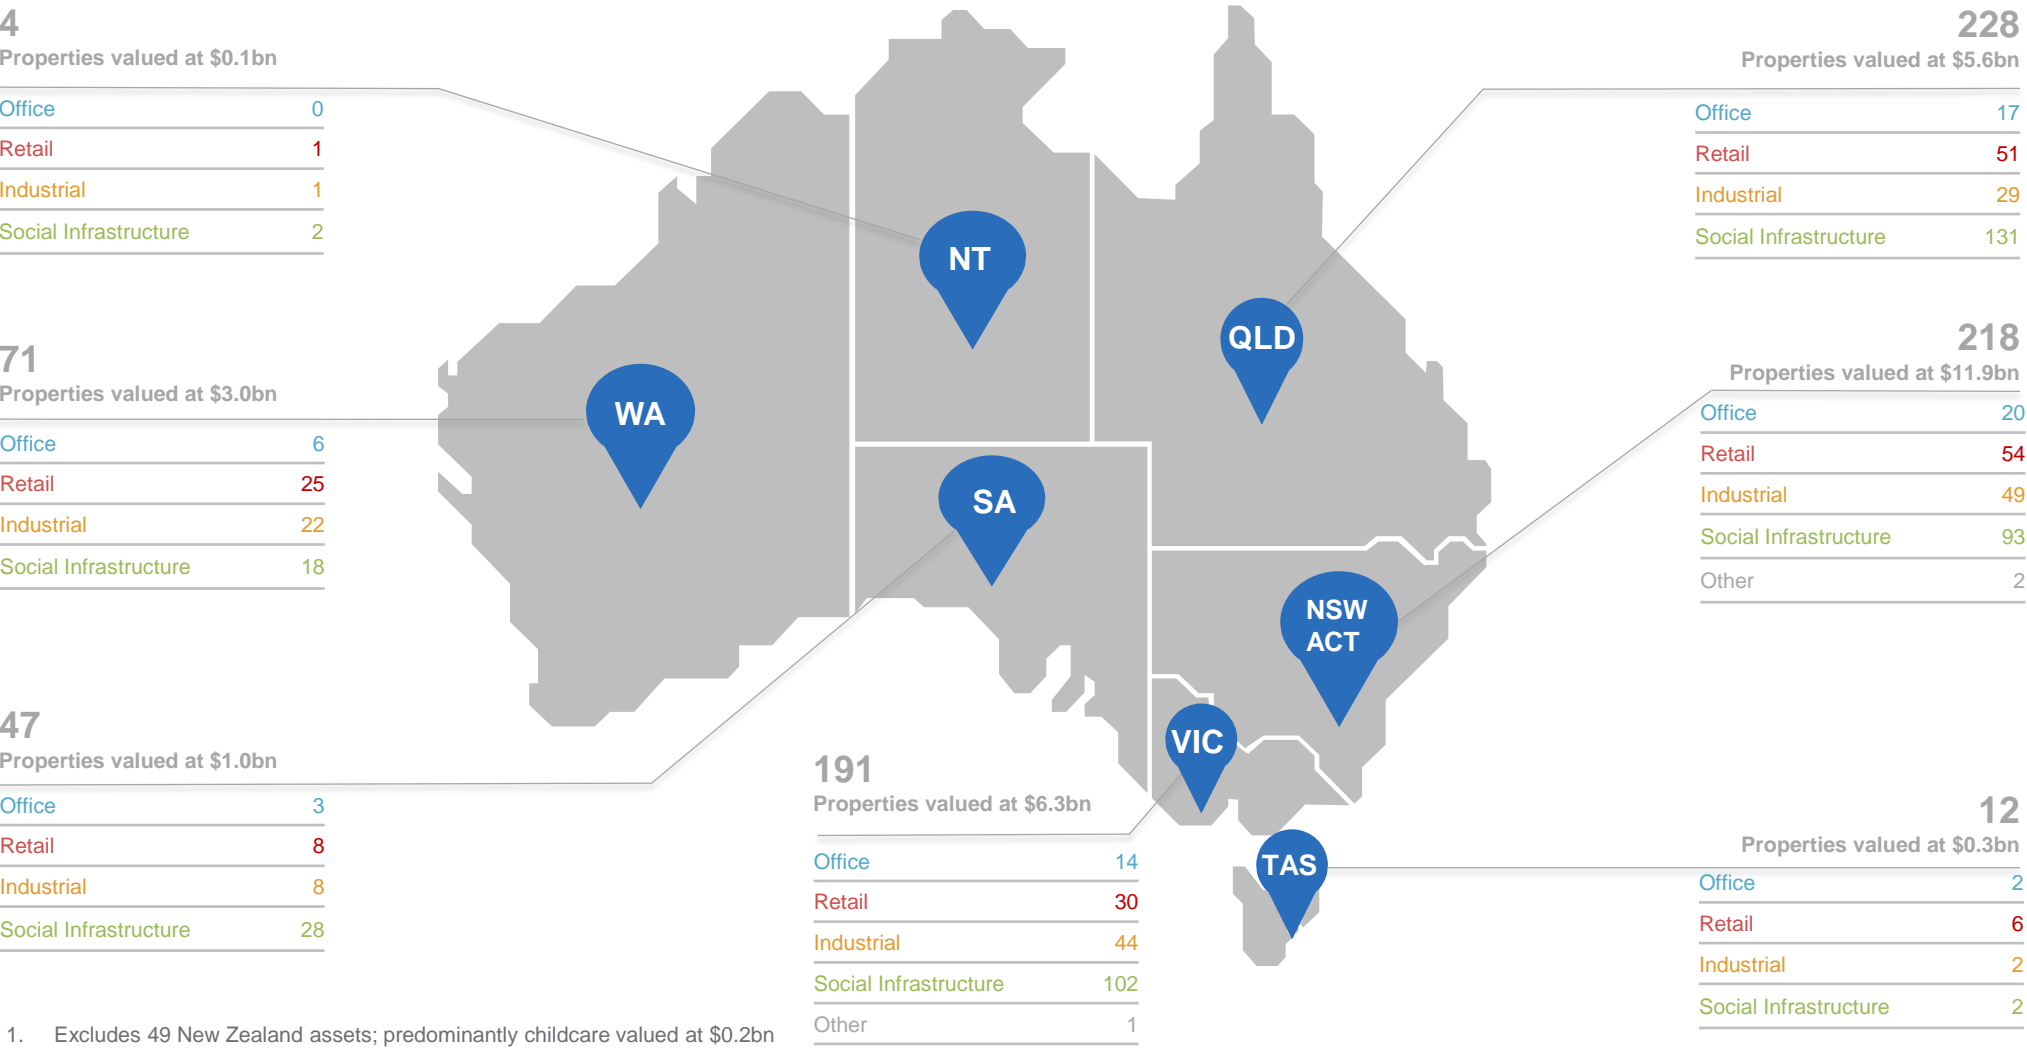 4
Properties valued at $0.1bn
Office 0
Retail 1
Industrial 1
Social Infrastructure 2
71
Properties valued at $3.0bn
Office 6
Retail 25
Industrial 22
Social Infrastructure 18
47
Properties valued at $1.0bn
Office 3
Retail 8
Industrial 8
Social Infrastructure 28
NT
QLD
WA
SA
NSW
ACT
VIC
TAS
191
Properties valued at $6.3bn
Office 14
Retail 30
Industrial 44
Social Infrastructure 102
Other 1
228
Properties valued at $5.6bn
Office 17
Retail 51
Industrial 29
Social Infrastructure 131
218
Properties valued at $11.9bn
Office 20
Retail 54
Industrial 49
Social Infrastructure 93
Other 2
12
Properties valued at $0.3bn
Office 2
Retail 6
Industrial 2
Social Infrastructure 2
1. Excludes 49 New Zealand assets; predominantly childcare valued at $0.2bn